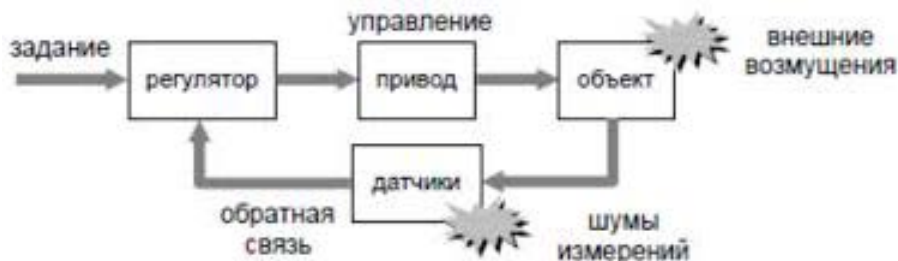 управление
задание
внешние
возмущения
регулятор
привод
объект
датчики
обратная
связь
шумы
измерений